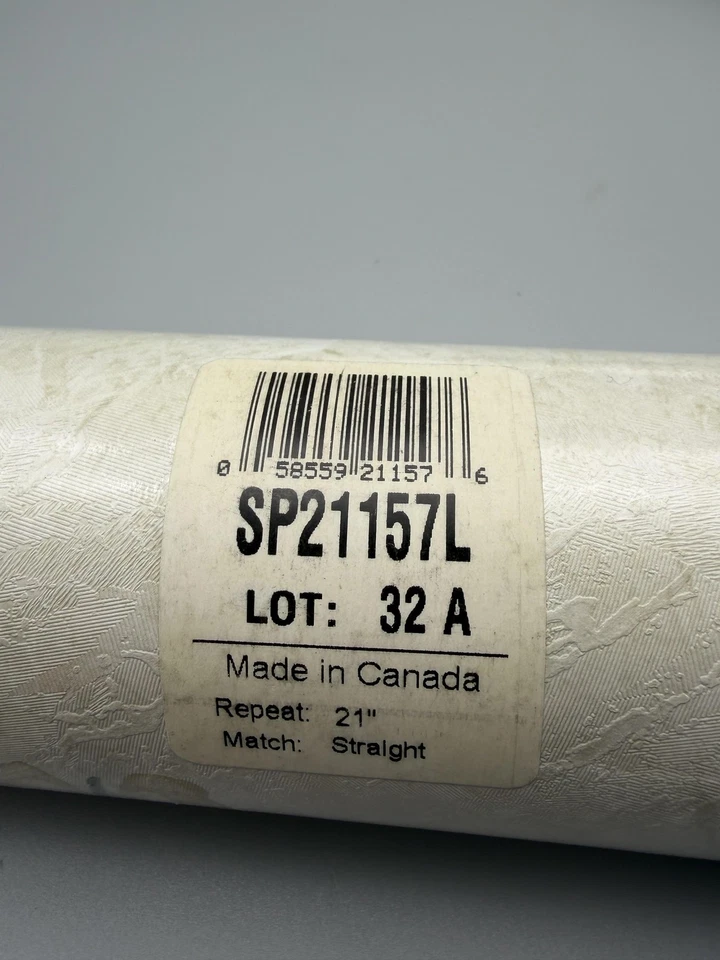 0 58559 21157 6
SP21157L
LOT: 32 A
Made in Canada
Repeat: 21"
Match: Straight